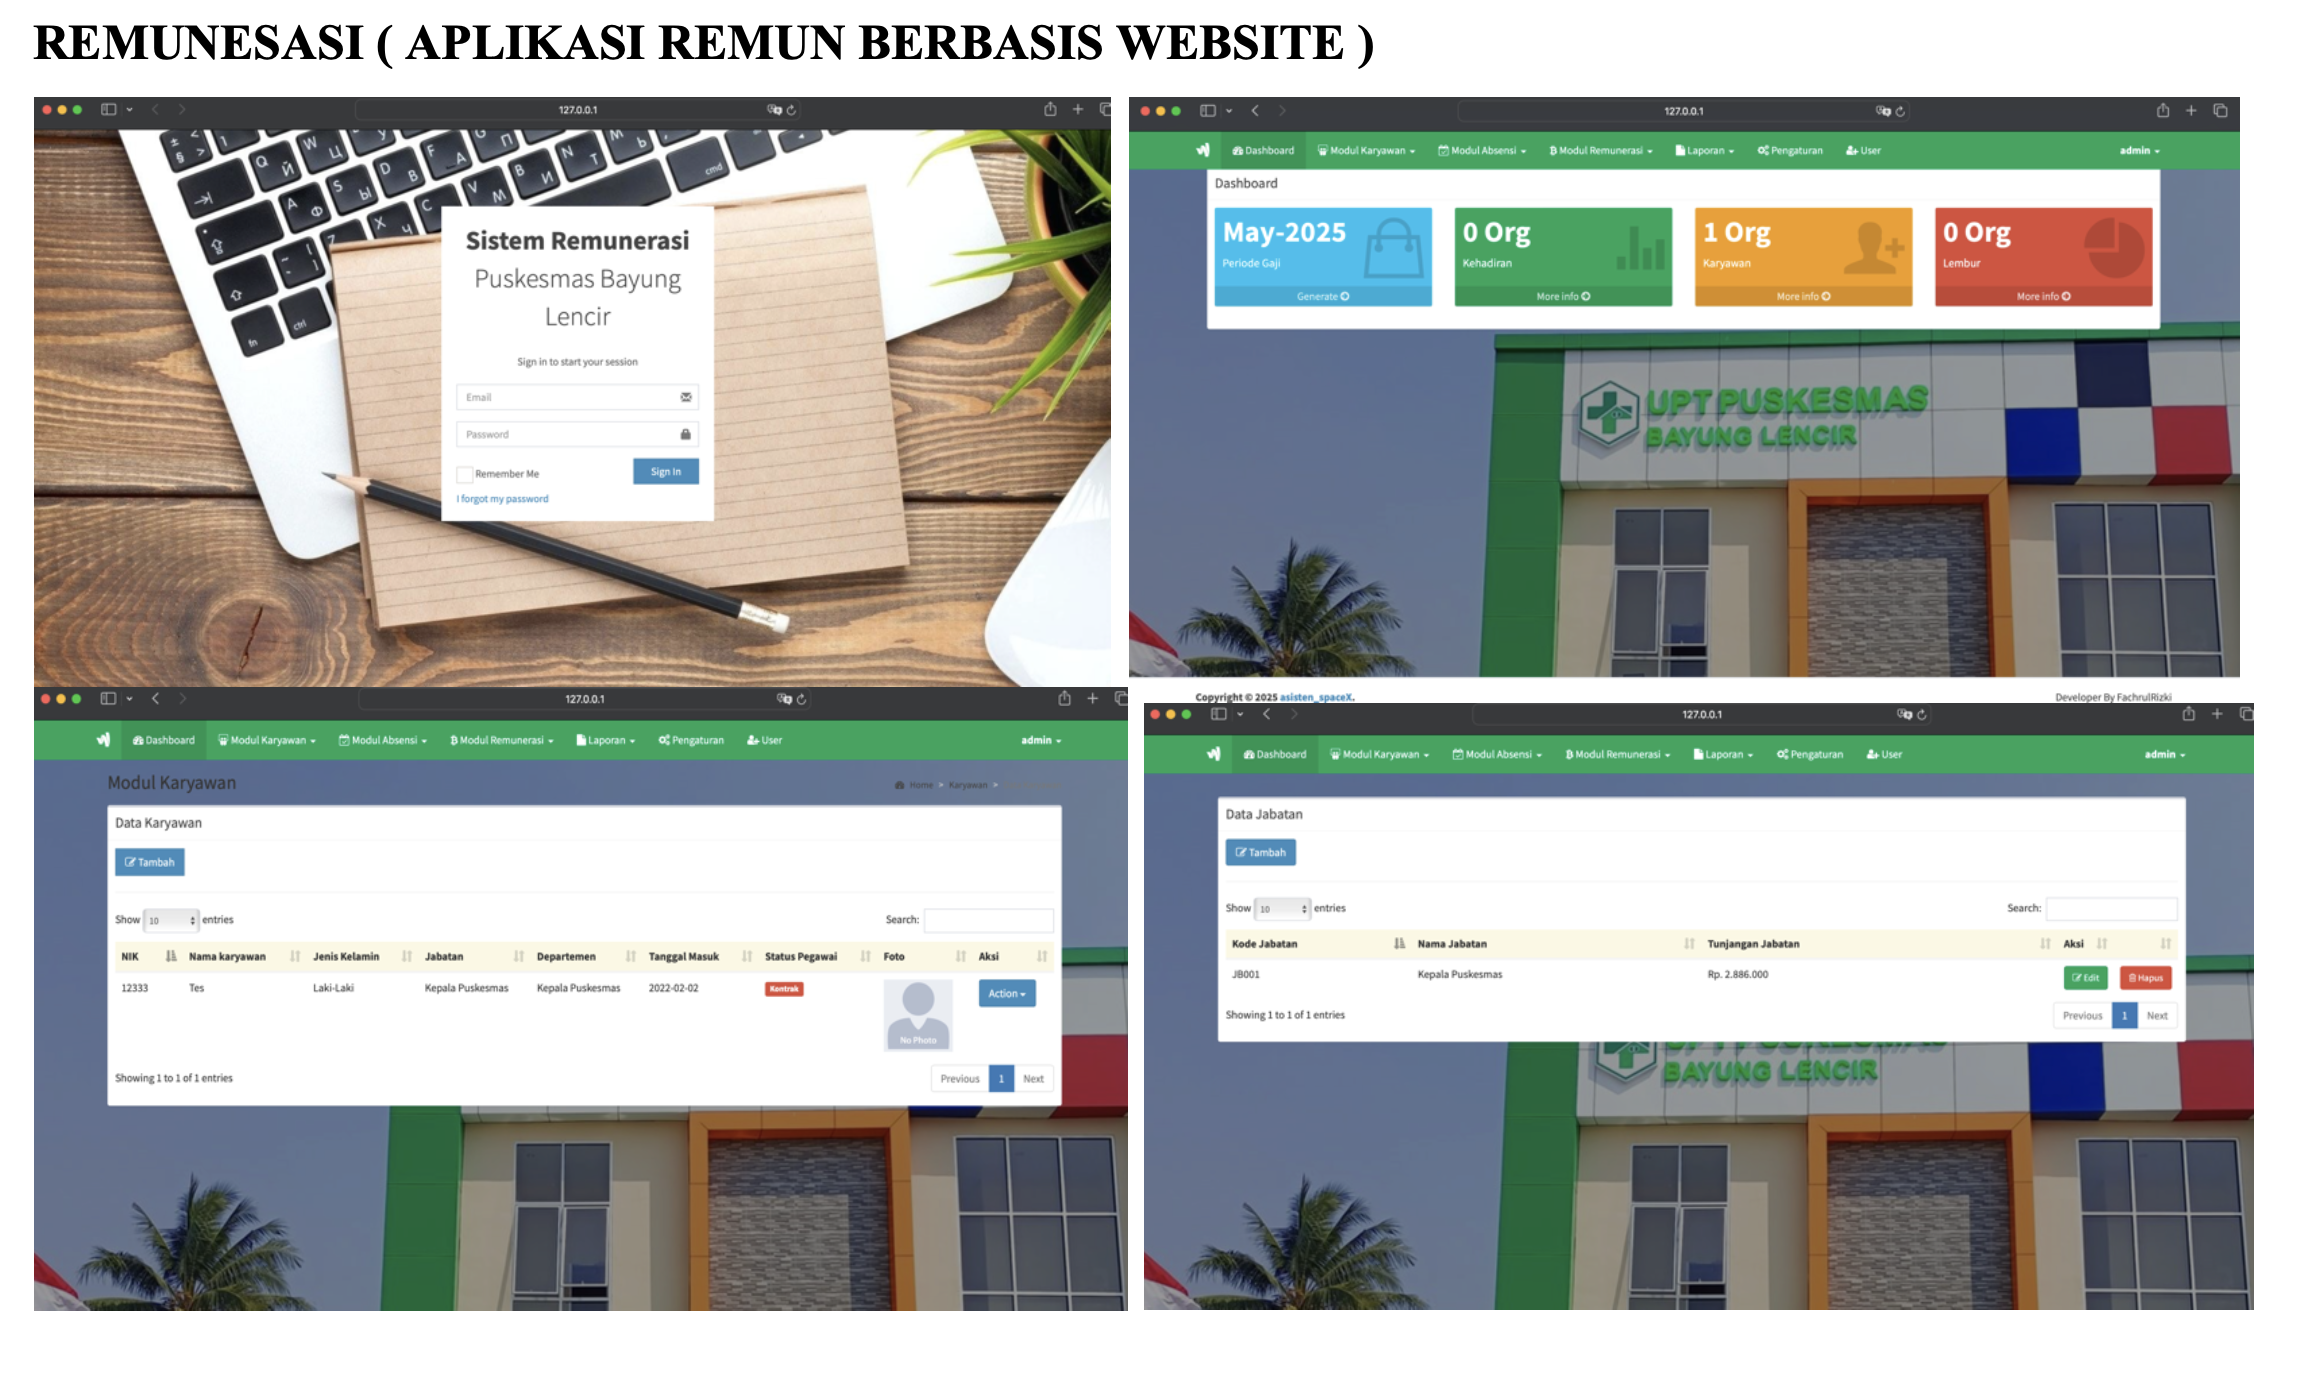 REMUNESASI ( APLIKASI REMUN BERBASIS WEBSITE )
127.0.0.1
Sistem Remunerasi
Puskesmas Bayung
Lencir
Sign in to start your session
Email
Password
Remember Me
Sign In
I forgot my password
127.0.0.1
Dashboard Modul Karyawan Modul Absensi Modul Remunerasi Laporan Pengaturan User admin
Dashboard
May-2025
Periode Gaji
Generate
0 Org
Kehadiran
More info
1 Org
Karyawan
More info
0 Org
Lembur
More info
UPT PUSKESMAS
BAYUNG LENCIR
Copyright © 2025 asisten_spaceX.
Developer By FachrulRizki
127.0.0.1
Dashboard Modul Karyawan Modul Absensi Modul Remunerasi Laporan Pengaturan User admin
Modul Karyawan
Home > Karyawan >
Data Karyawan
Tambah
Show 10 entries
Search:
NIK Nama karyawan Jenis Kelamin Jabatan Departemen Tanggal Masuk Status Pegawai Foto Aksi
12333 Tes Laki-Laki Kepala Puskesmas Kepala Puskesmas 2022-02-02 Kontrak Action
No Photo
Showing 1 to 1 of 1 entries
Previous 1 Next
127.0.0.1
Dashboard Modul Karyawan Modul Absensi Modul Remunerasi Laporan Pengaturan User admin
Data Jabatan
Tambah
Show 10 entries
Search:
Kode Jabatan Nama Jabatan Tunjangan Jabatan Aksi
JB001 Kepala Puskesmas Rp. 2.886.000 Edit Hapus
Showing 1 to 1 of 1 entries
Previous 1 Next
BAYUNG LENCIR